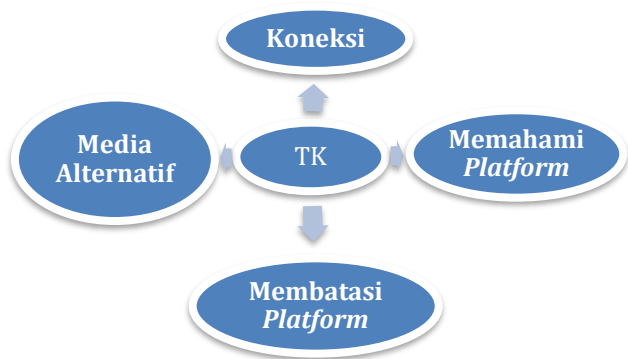 Koneksi
Media
Alternatif
TK
Memahami
Platform
Membatasi
Platform